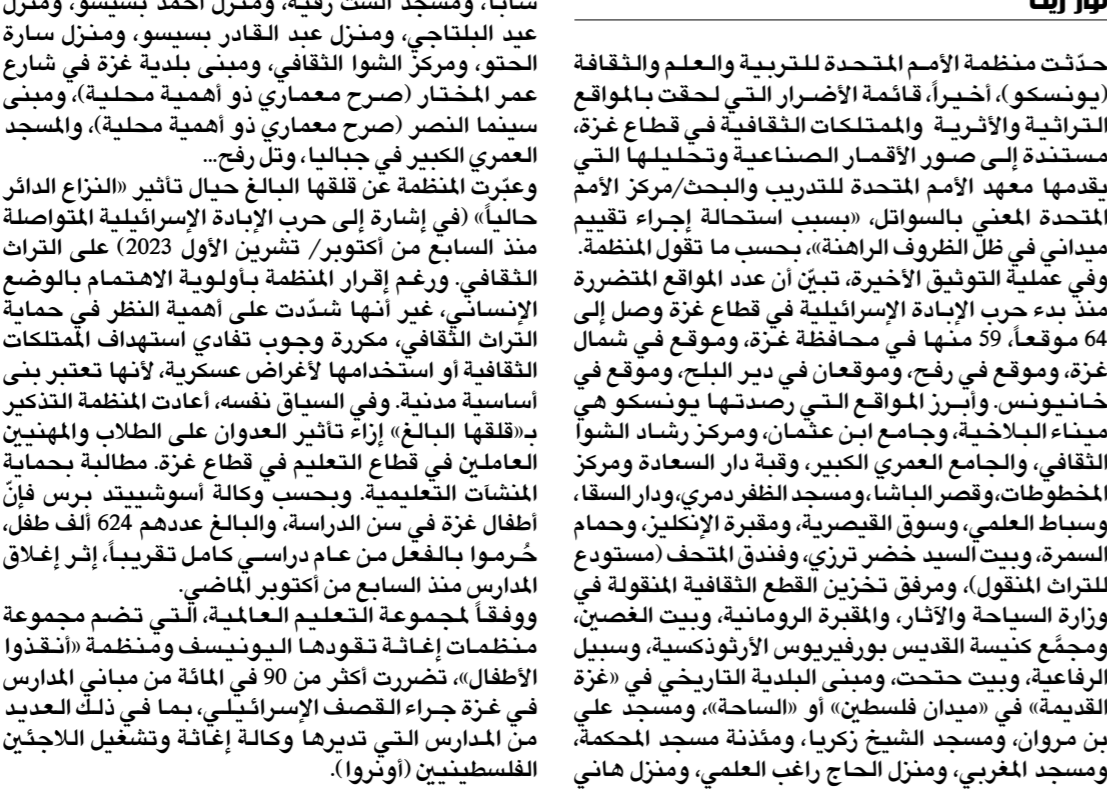 حدّثت منظمة الأمم المتحدة للتربية والعلم والثقافة
(يونسكو)، أخيراً، قائمة الأضرار التي لحقت بالمواقع
التراثية والأثرية والممتلكات الثقافية في قطاع غزة،
مستندة إلى صور الأقمار الصناعية وتحليلها التي
يقدمها معهد الأمم المتحدة للتدريب والبحث/مركز الأمم
المتحدة المعني بالسواتل، «بسبب استحالة إجراء تقييم
ميداني في ظل الظروف الراهنة»، بحسب ما تقول المنظمة.
وفي عملية التوثيق الأخيرة، تبيّن أن عدد المواقع المتضررة
منذ بدء حرب الإبادة الإسرائيلية في قطاع غزة وصل إلى
64 موقعاً، 59 منها في محافظة غزة، وموقع في شمال
غزة، وموقع في رفح، وموقعان في دير البلح، وموقع في
خانيونس. وأبرز المواقع التي رصدتها يونسكو هي
ميناء البلاخية، وجامع ابن عثمان، ومركز رشاد الشوا
الثقافي، والجامع العمري الكبير، وقبة دار السعادة ومركز
المخطوطات، وقصر الباشا، ومسجد الظفر دمري، ودار السقا،
وسباط العلمي، وسوق القيصرية، ومقبرة الإنكليز، وحمام
السمرة، وبيت السيد خضر ترزي، وفندق المتحف (مستودع
للتراث المنقول)، ومرفق تخزين القطع الثقافية المنقولة في
وزارة السياحة والآثار، والمقبرة الرومانية، وبيت الغصين،
ومجمَّع كنيسة القديس بورفيريوس الأرثوذكسية، وسبيل
الرفاعية، وبيت حتحت، ومبنى البلدية التاريخي في «غزة
القديمة» في «ميدان فلسطين» أو «الساحة»، ومسجد علي
بن مروان، ومسجد الشيخ زكريا، ومئذنة مسجد المحكمة،
ومسجد المغربي، ومنزل الحاج راغب العلمي، ومنزل هاني
سابا، ومسجد الست رقية، ومنزل أحمد بسيسو، ومنزل
عيد البلتاجي، ومنزل عبد القادر بسيسو، ومنزل سارة
الحتو، ومركز الشوا الثقافي، ومبنى بلدية غزة في شارع
عمر المختار (صرح معماري ذو أهمية محلية)، ومبنى
سينما النصر (صرح معماري ذو أهمية محلية)، والمسجد
العمري الكبير في جباليا، وتل رفح...
وعبّرت المنظمة عن قلقها البالغ حيال تأثير «النزاع الدائر
حالياً» (في إشارة إلى حرب الإبادة الإسرائيلية المتواصلة
منذ السابع من أكتوبر/ تشرين الأول 2023) على التراث
الثقافي. ورغم إقرار المنظمة بأولوية الاهتمام بالوضع
الإنساني، غير أنها شدّدت على أهمية النظر في حماية
التراث الثقافي، مكررة وجوب تفادي استهداف الممتلكات
الثقافية أو استخدامها لأغراض عسكرية، لأنها تعتبر بنى
أساسية مدنية. وفي السياق نفسه، أعادت المنظمة التذكير
بـ«قلقها البالغ» إزاء تأثير العدوان على الطلاب والمهنيين
العاملين في قطاع التعليم في قطاع غزة. مطالبة بحماية
المنشآت التعليمية. وبحسب وكالة أسوشييتد برس فإنّ
أطفال غزة في سن الدراسة، والبالغ عددهم 624 ألف طفل،
حُرموا بالفعل من عام دراسي كامل تقريباً، إثر إغلاق
المدارس منذ السابع من أكتوبر الماضي.
ووفقاً لمجموعة التعليم العالمية، التي تضم مجموعة
منظمات إغاثة تقودها اليونيسف ومنظمة «أنقذوا
الأطفال»، تضررت أكثر من 90 في المائة من مباني المدارس
في غزة جراء القصف الإسرائيلي، بما في ذلك العديد
من المدارس التي تديرها وكالة إغاثة وتشغيل اللاجئين
الفلسطينيين (أونروا).